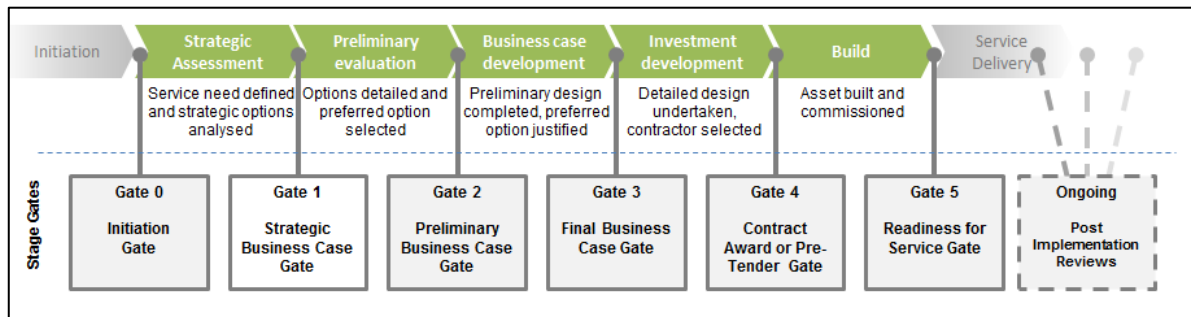 Initiation
Strategic
Assessment
Preliminary
evaluation
Business case
development
Investment
development
Build
Service
Delivery
Service need defined
and strategic options
analysed
Options detailed and
preferred option
selected
Preliminary design
completed, preferred
option justified
Detailed design
undertaken,
contractor selected
Asset built and
commissioned
Stage Gates
Gate 0
Initiation
Gate
Gate 1
Strategic
Business Case
Gate
Gate 2
Preliminary
Business Case
Gate
Gate 3
Final Business
Case Gate
Gate 4
Contract
Award or Pre-
Tender Gate
Gate 5
Readiness for
Service Gate
Ongoing
Post
Implementation
Reviews